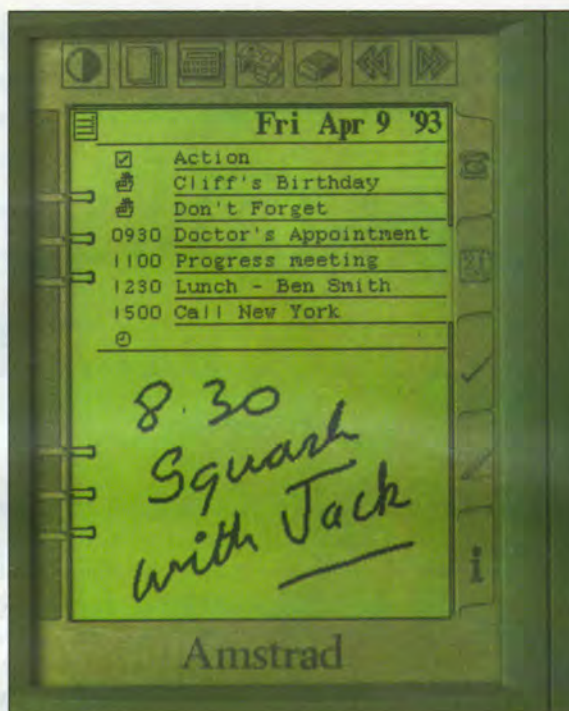 Fri Apr 9 '93
Action
Cliff's Birthday
Don't Forget
0930 Doctor's Appointment
1100 Progress meeting
1230 Lunch - Ben Smith
1500 Call New York
8.30
Squash
with Jack
i
Amstrad